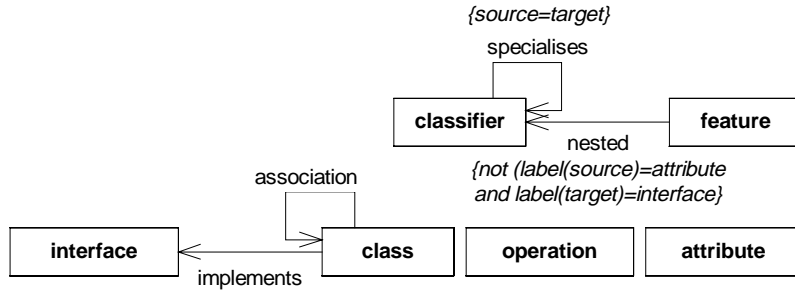 {source=target}
specialises
classifier
feature
nested
{not (label(source)=attribute
and label(target)=interface}
association
interface
class
operation
attribute
implements